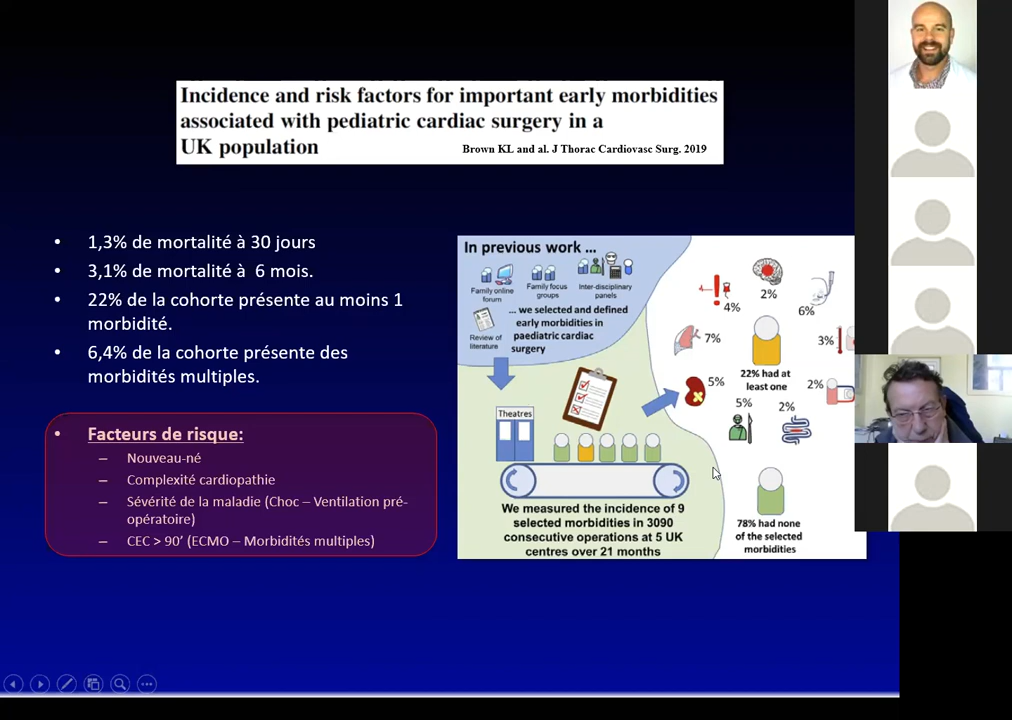 Incidence and risk factors for important early morbidities
associated with pediatric cardiac surgery in a
UK population
Brown KL and al. J Thorac Cardiovasc Surg. 2019
• 1,3% de mortalité à 30 jours
• 3,1% de mortalité à 6 mois.
• 22% de la cohorte présente au moins 1
morbidité.
• 6,4% de la cohorte présente des
morbidités multiples.
• Facteurs de risque:
– Nouveau-né
– Complexité cardiopathie
– Sévérité de la maladie (Choc – Ventilation pré-
opératoire)
– CEC > 90’ (ECMO – Morbidités multiples)
In previous work ...
Family online
forum
Family focus
groups
Inter-disciplinary
panels
Review of
literature
... we selected and defined
early morbidities in
paediatric cardiac
surgery
Theatres
We measured the incidence of 9
selected morbidities in 3090
consecutive operations at 5 UK
centres over 21 months
4%
2%
6%
7%
3%
22% had at
least one
5%
2%
5%
2%
78% had none
of the selected
morbidities